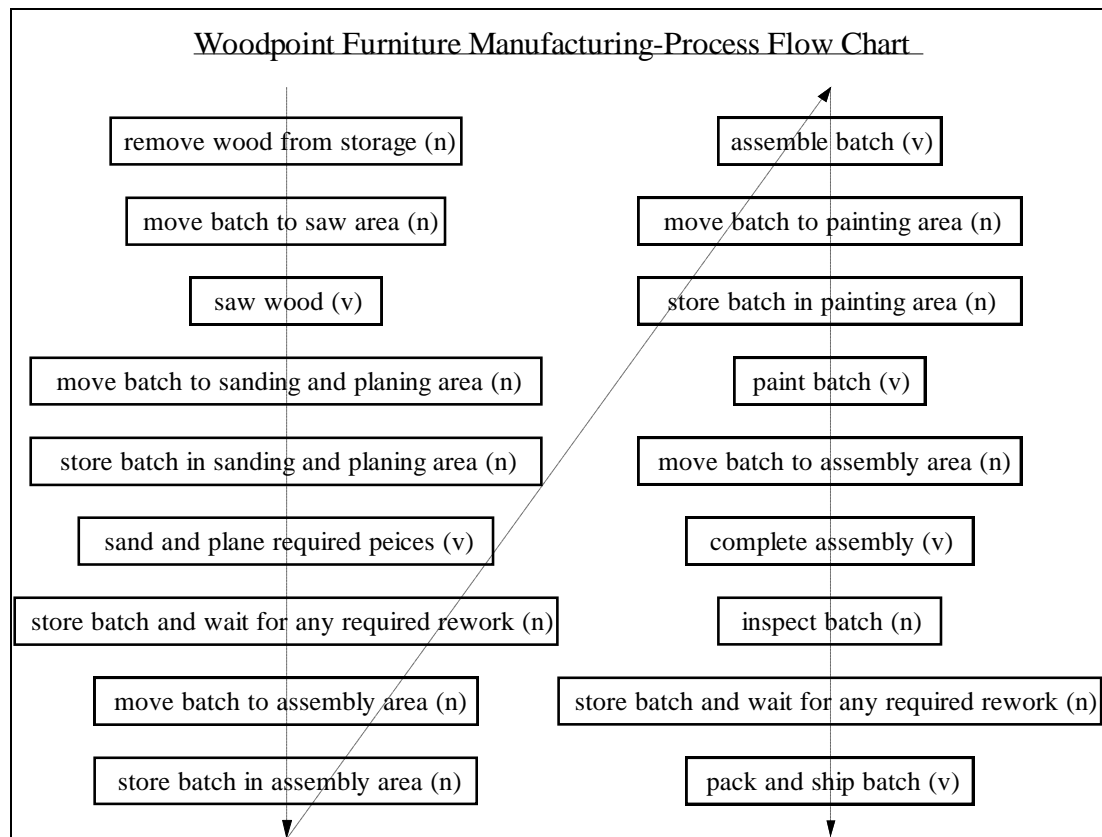 Woodpoint Furniture Manufacturing-Process Flow Chart
remove wood from storage (n)
move batch to saw area (n)
saw wood (v)
move batch to sanding and planing area (n)
store batch in sanding and planing area (n)
sand and plane required peices (v)
store batch and wait for any required rework (n)
move batch to assembly area (n)
store batch in assembly area (n)
assemble batch (v)
move batch to painting area (n)
store batch in painting area (n)
paint batch (v)
move batch to assembly area (n)
complete assembly (v)
inspect batch (n)
store batch and wait for any required rework (n)
pack and ship batch (v)